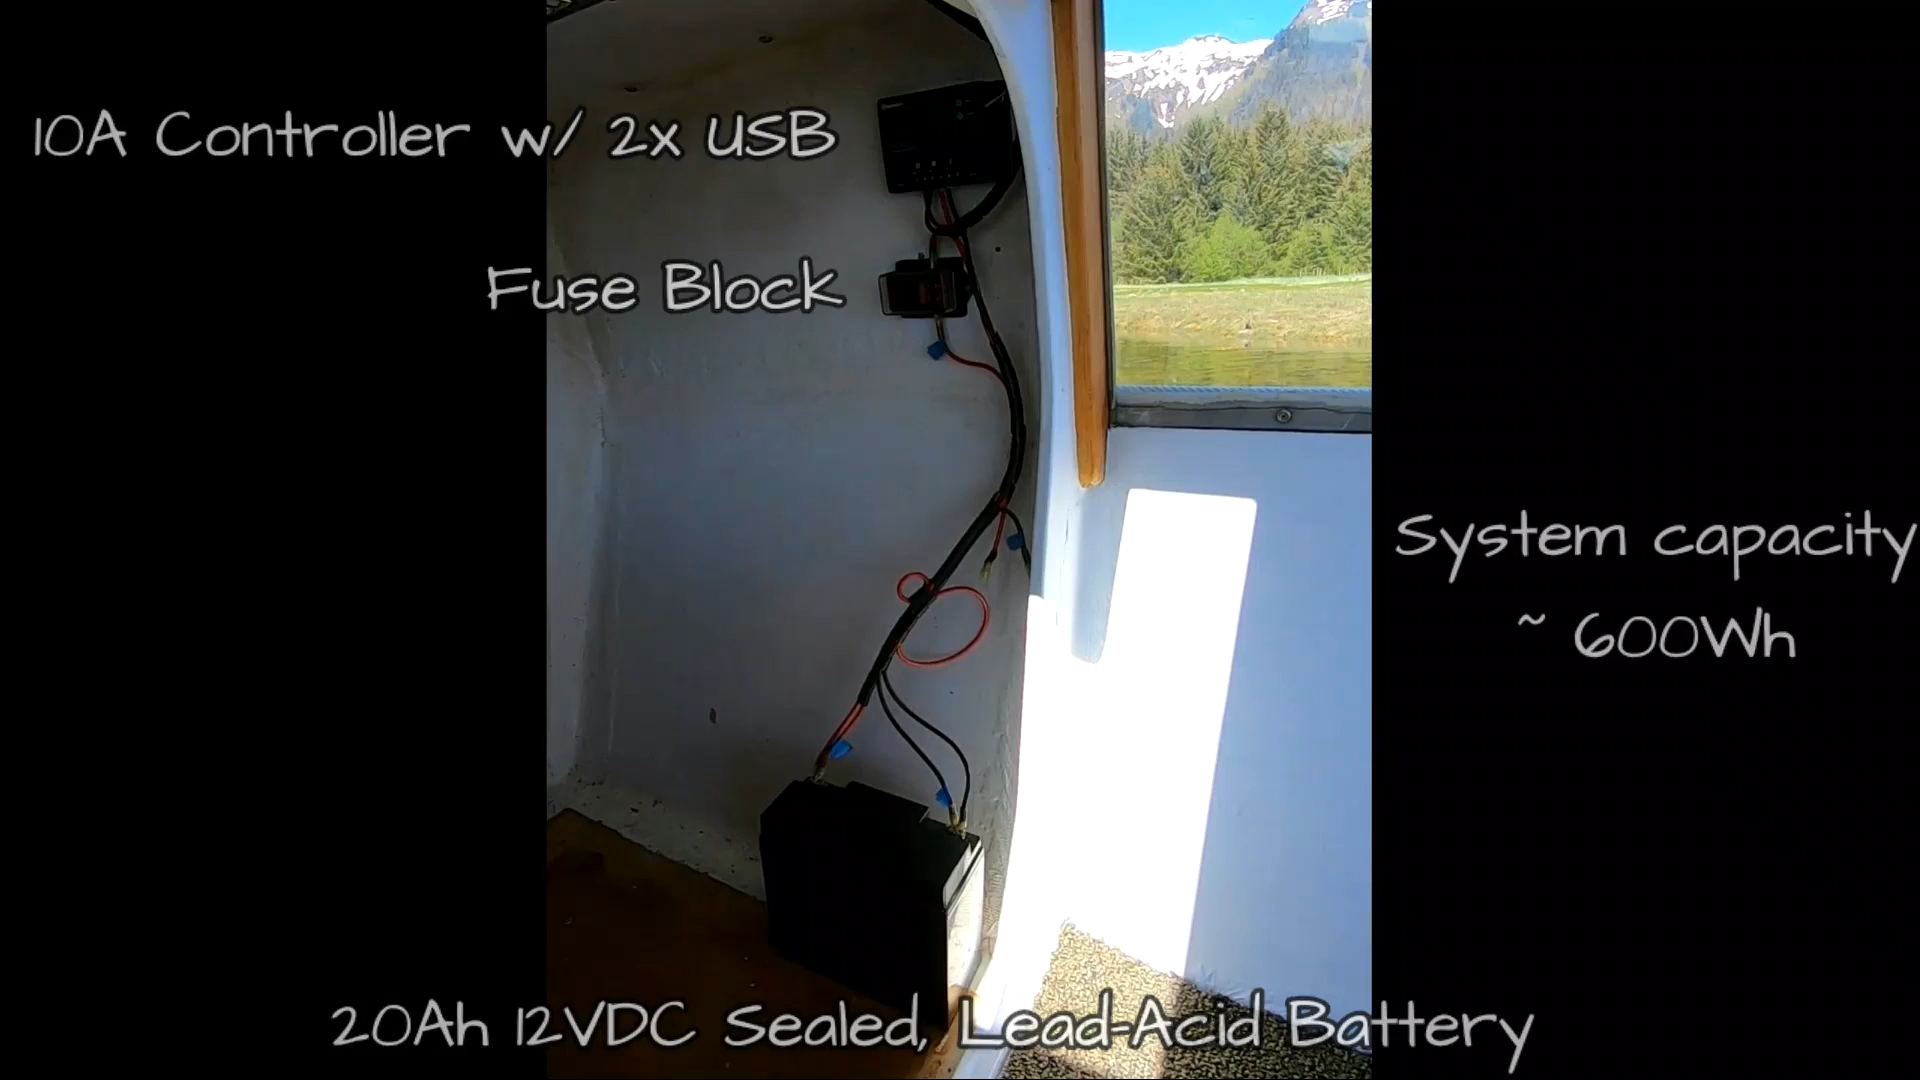 10A Controller w/ 2x USB
Fuse Block
System capacity
~ 600Wh
20Ah 12VDC Sealed, Lead-Acid Battery